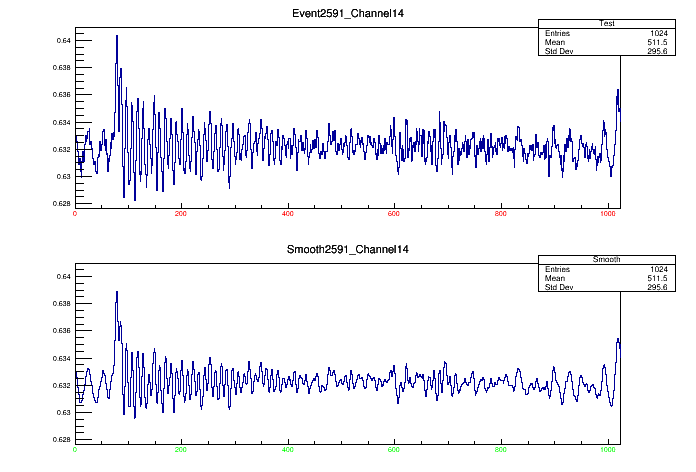 Event2591_Channel14
Test
Entries 1024
Mean 511.5
Std Dev 295.6
0.64
0.638
0.636
0.634
0.632
0.63
0.628
0 200 400 600 800 1000
Smooth2591_Channel14
Smooth
Entries 1024
Mean 511.5
Std Dev 295.6
0.64
0.638
0.636
0.634
0.632
0.63
0.628
0 200 400 600 800 1000